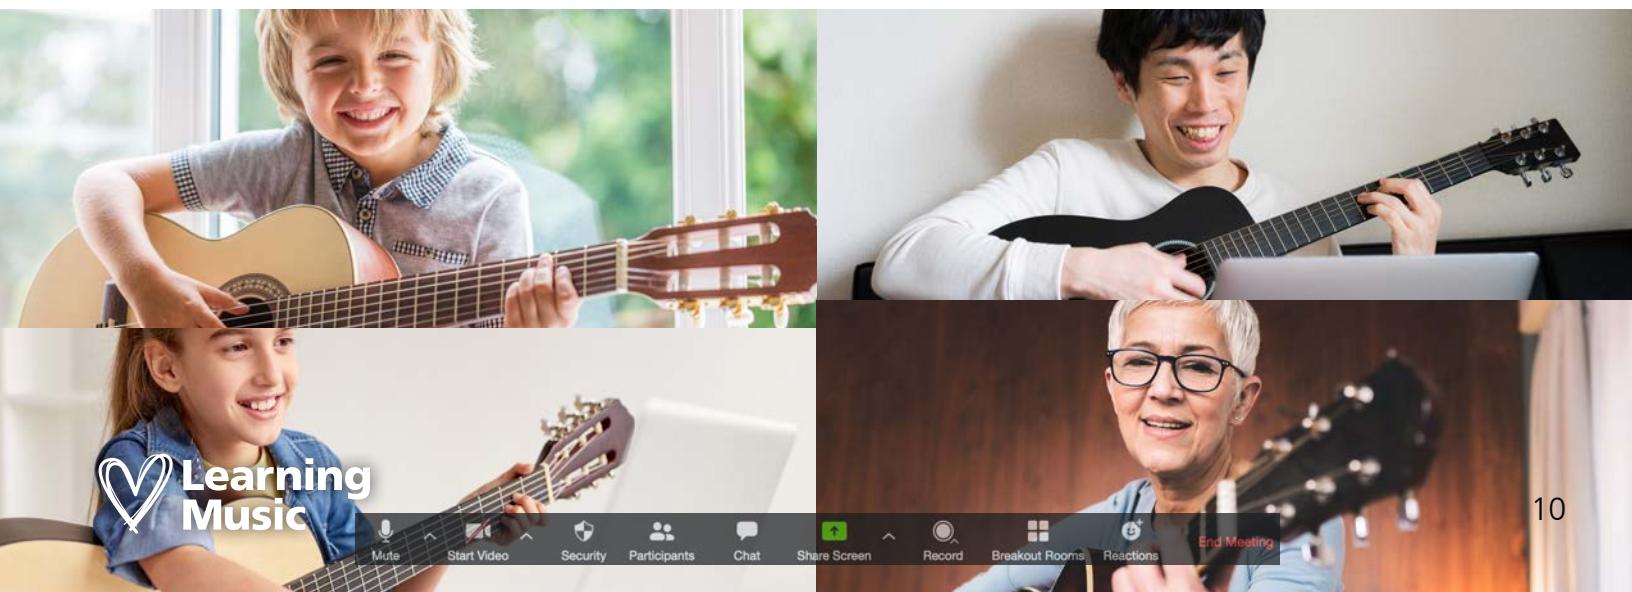 Learning
Music
10
Mute Start Video Security Participants Chat Share Screen Record Breakout Rooms Reactions End Meeting